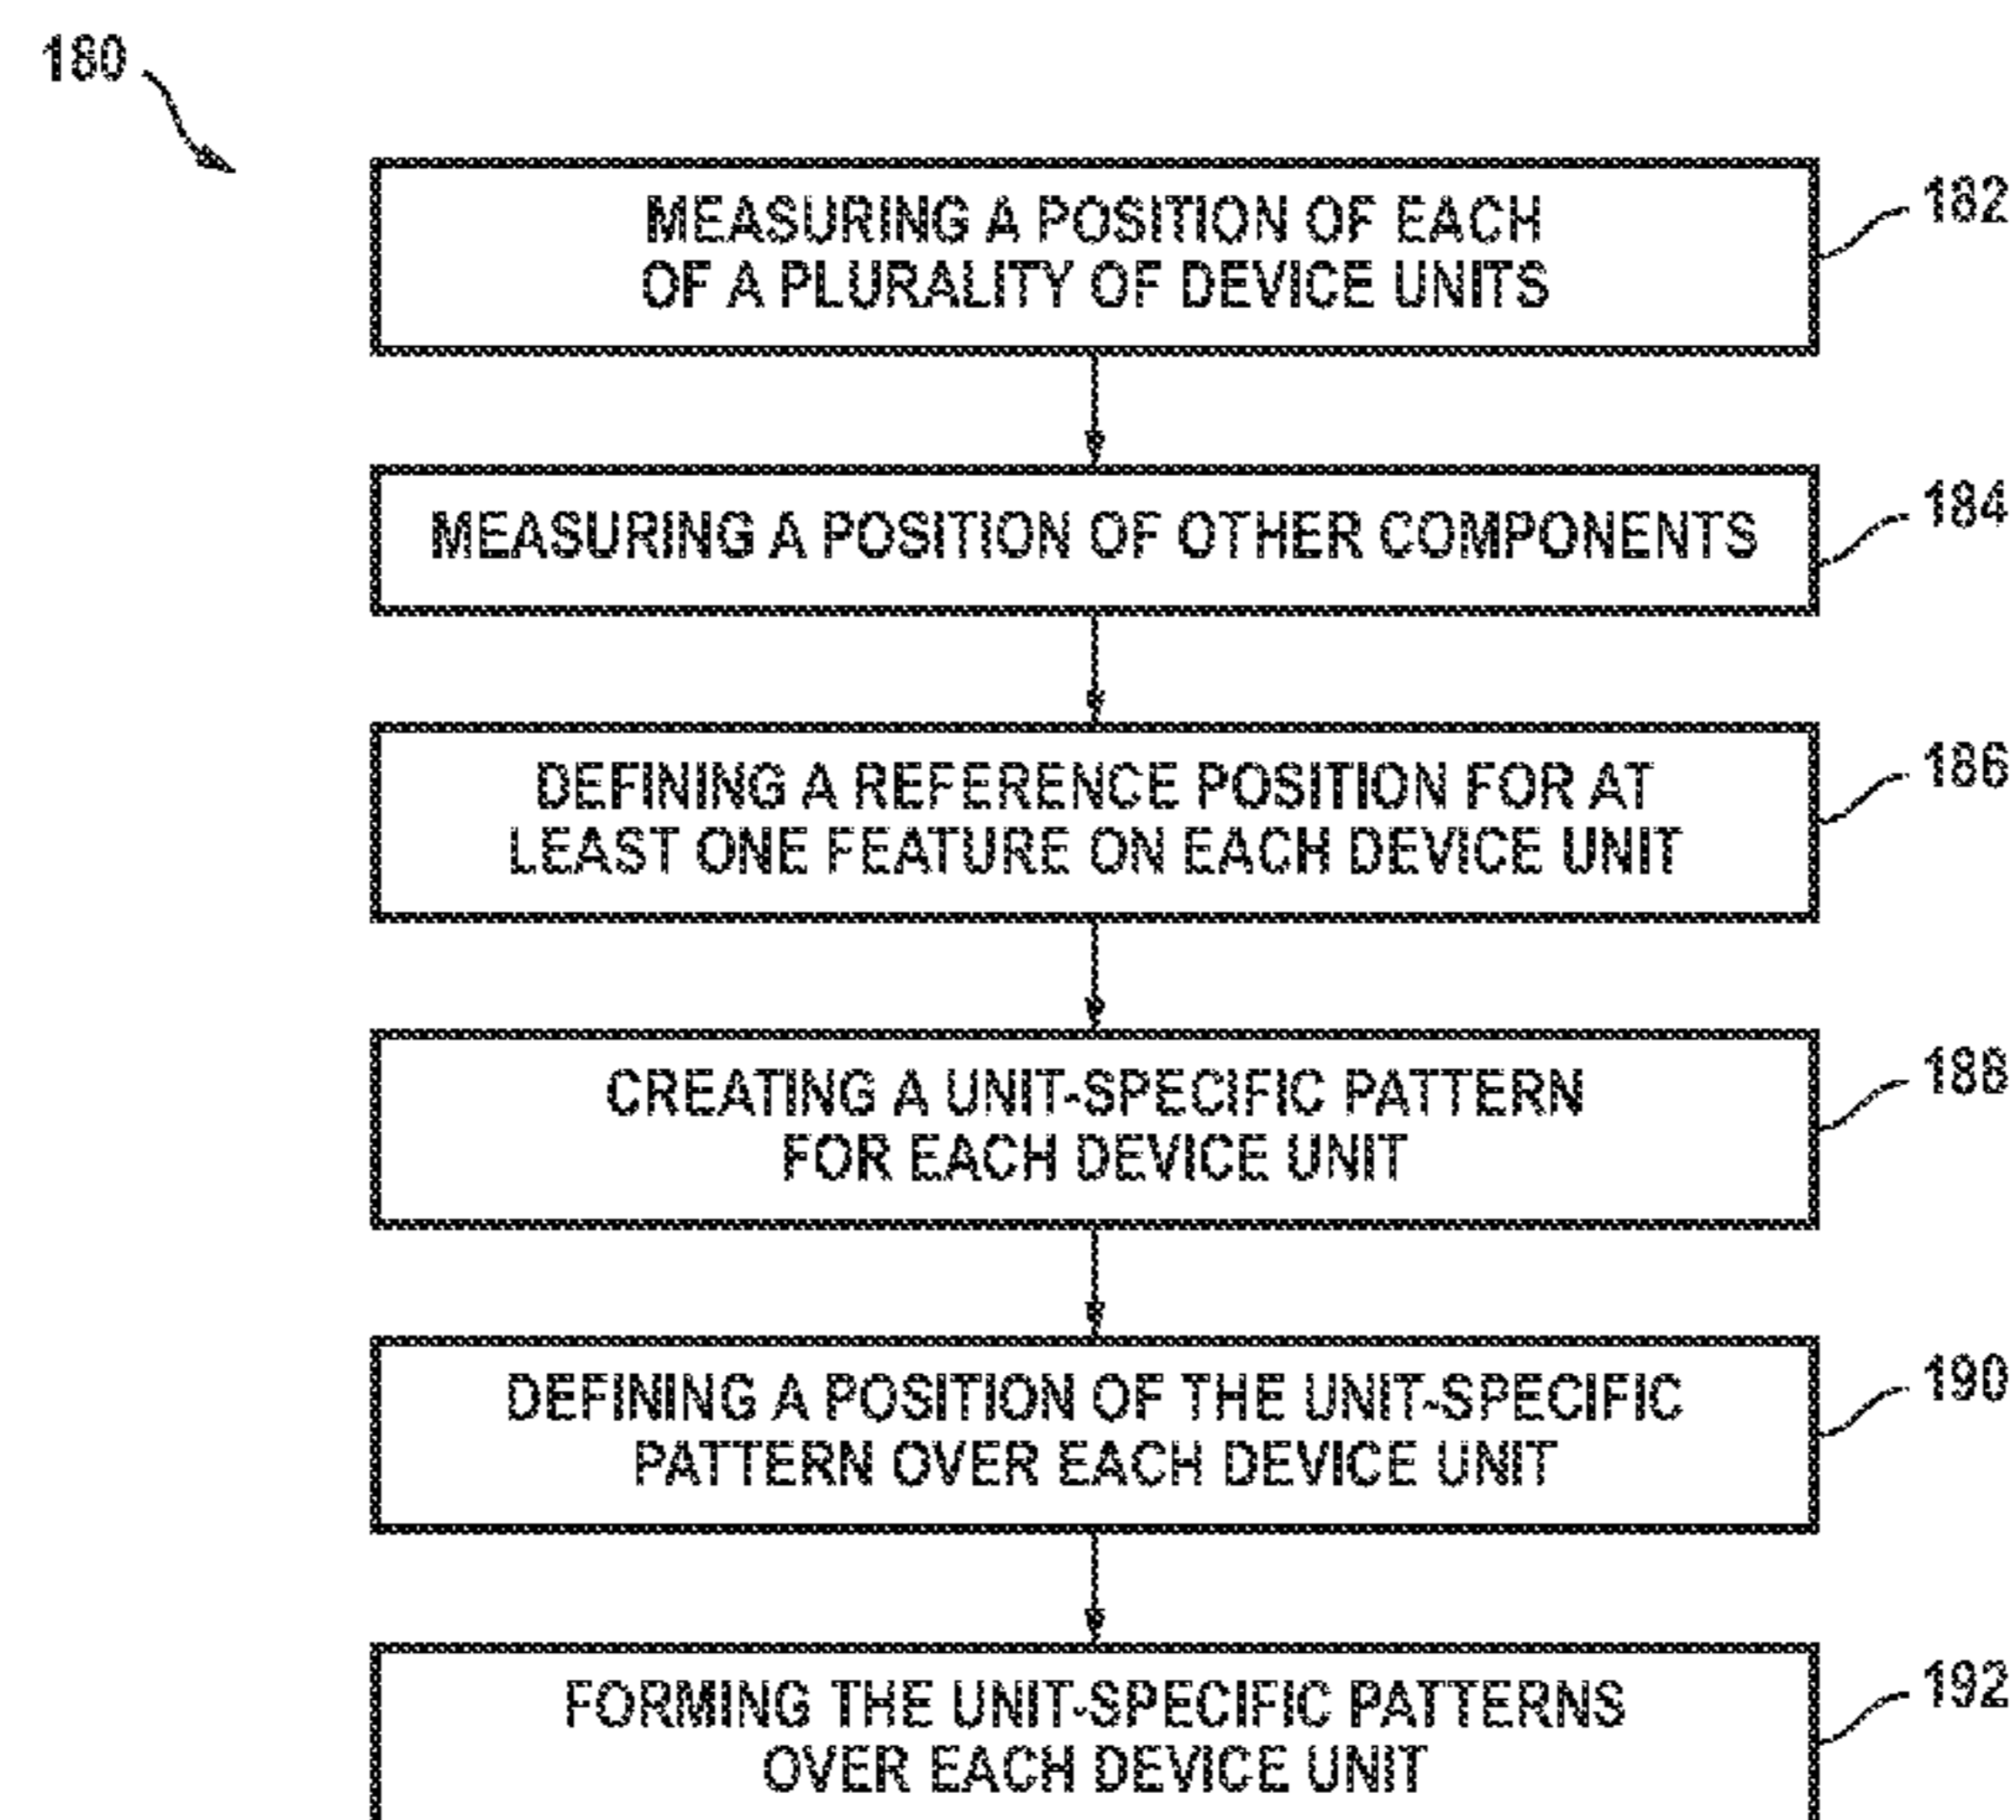 180
MEASURING A POSITION OF EACH
OF A PLURALITY OF DEVICE UNITS
182
MEASURING A POSITION OF OTHER COMPONENTS
184
DEFINING A REFERENCE POSITION FOR AT
LEAST ONE FEATURE ON EACH DEVICE UNIT
186
CREATING A UNIT-SPECIFIC PATTERN
FOR EACH DEVICE UNIT
188
DEFINING A POSITION OF THE UNIT-SPECIFIC
PATTERN OVER EACH DEVICE UNIT
190
FORMING THE UNIT-SPECIFIC PATTERNS
OVER EACH DEVICE UNIT
192